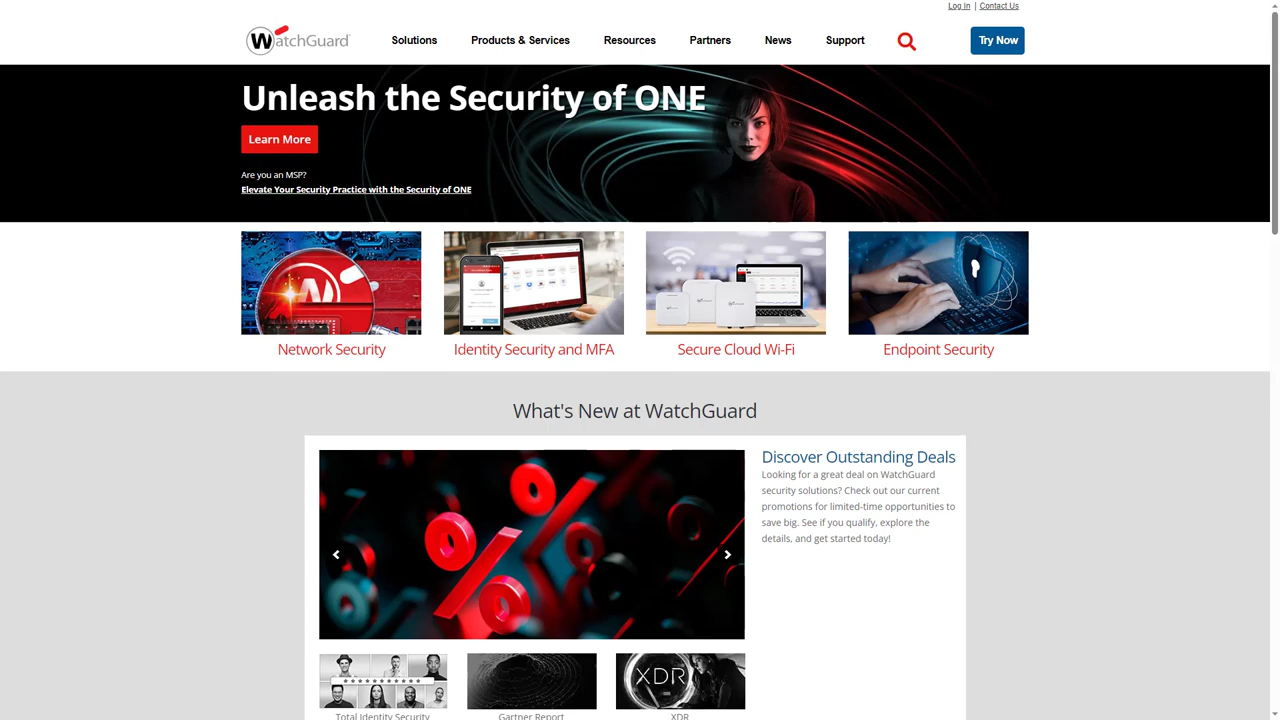 Log In | Contact Us
WatchGuard
Solutions
Products & Services
Resources
Partners
News
Support
Try Now
Unleash the Security of ONE
Learn More
Are you an MSP?
Elevate Your Security Practice with the Security of ONE
Network Security
Identity Security and MFA
Secure Cloud Wi-Fi
Endpoint Security
What's New at WatchGuard
Discover Outstanding Deals
Looking for a great deal on WatchGuard
security solutions? Check out our current
promotions for limited-time opportunities to
save big. See if you qualify, explore the
details, and get started today!
XDR
Total Identity Security
Gartner Report
XDR